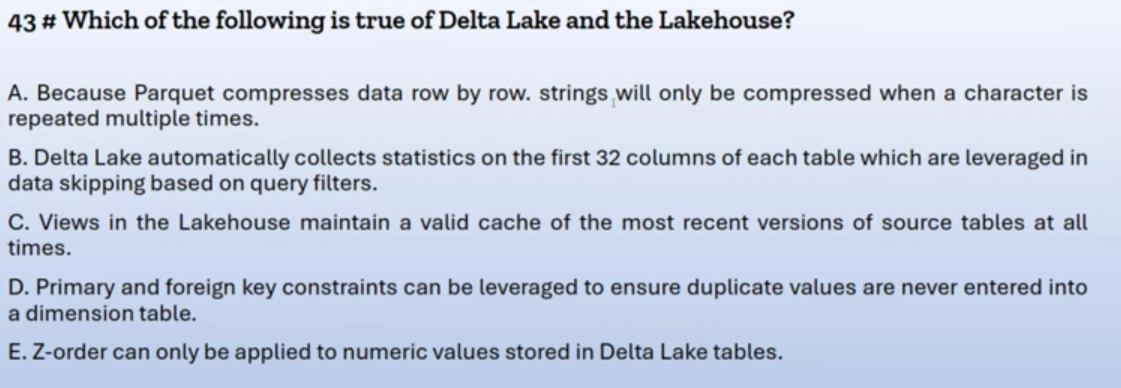 43 # Which of the following is true of Delta Lake and the Lakehouse?
A. Because Parquet compresses data row by row. strings will only be compressed when a character is
repeated multiple times.
B. Delta Lake automatically collects statistics on the first 32 columns of each table which are leveraged in
data skipping based on query filters.
C. Views in the Lakehouse maintain a valid cache of the most recent versions of source tables at all
times.
D. Primary and foreign key constraints can be leveraged to ensure duplicate values are never entered into
a dimension table.
E. Z-order can only be applied to numeric values stored in Delta Lake tables.